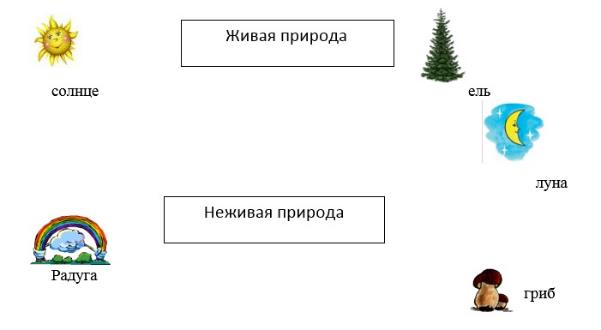 Живая природа
солнце
ель
луна
Неживая природа
Радуга
гриб